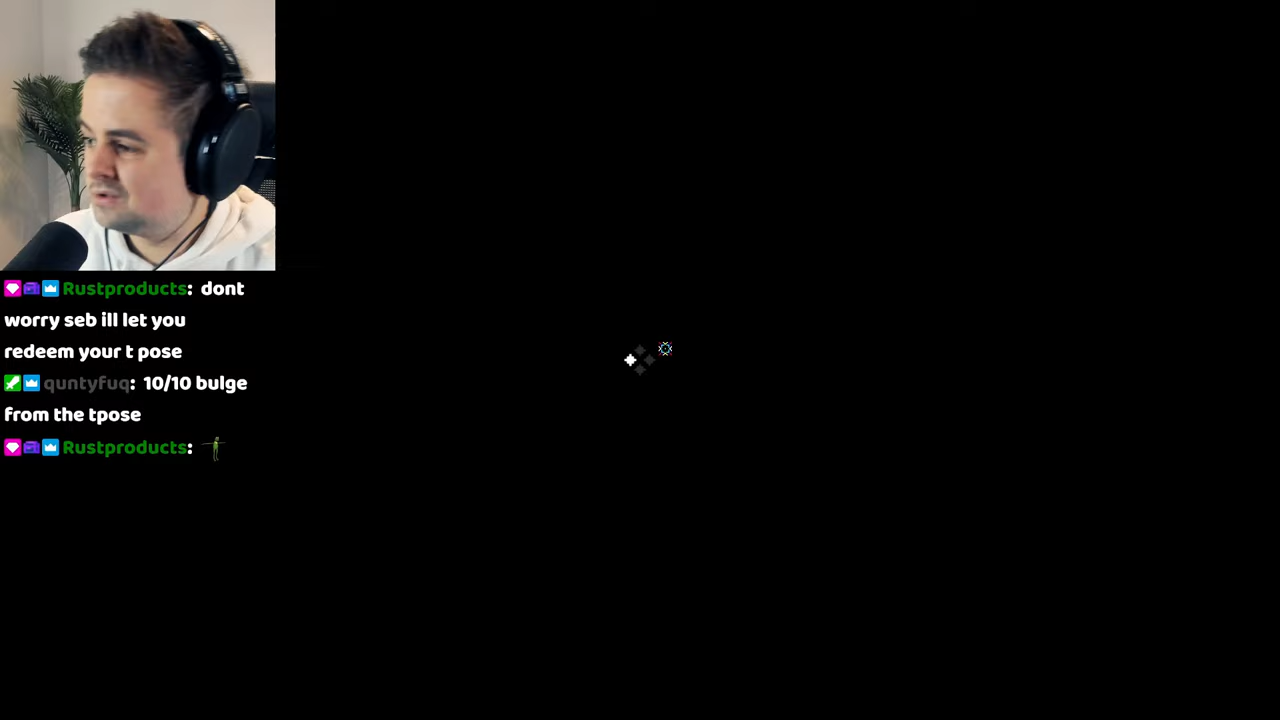 Rustproducts: dont
worry seb ill let you
redeem your t pose
quntyfuq: 10/10 bulge
from the tpose
Rustproducts: